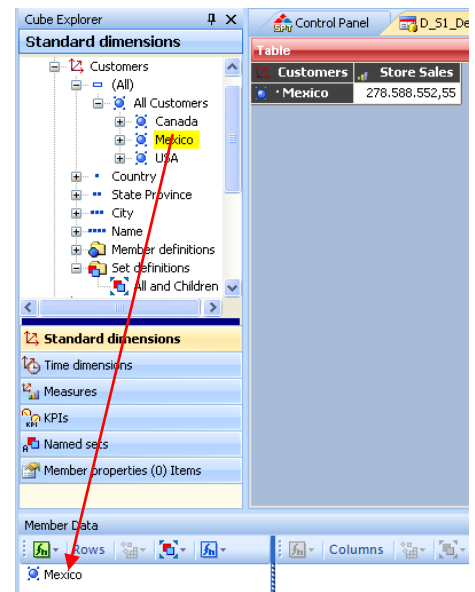 Cube Explorer
Control Panel
D_S1_De
Standard dimensions
Table
Customers
Customers
Store Sales
(All)
Mexico
278.588.552,55
All Customers
Canada
Mexico
USA
Country
State Province
City
Name
Member definitions
Set definitions
All and Children
Standard dimensions
Time dimensions
Measures
KPIs
Named sets
Member properties (0) Items
Member Data
Rows
Columns
Mexico